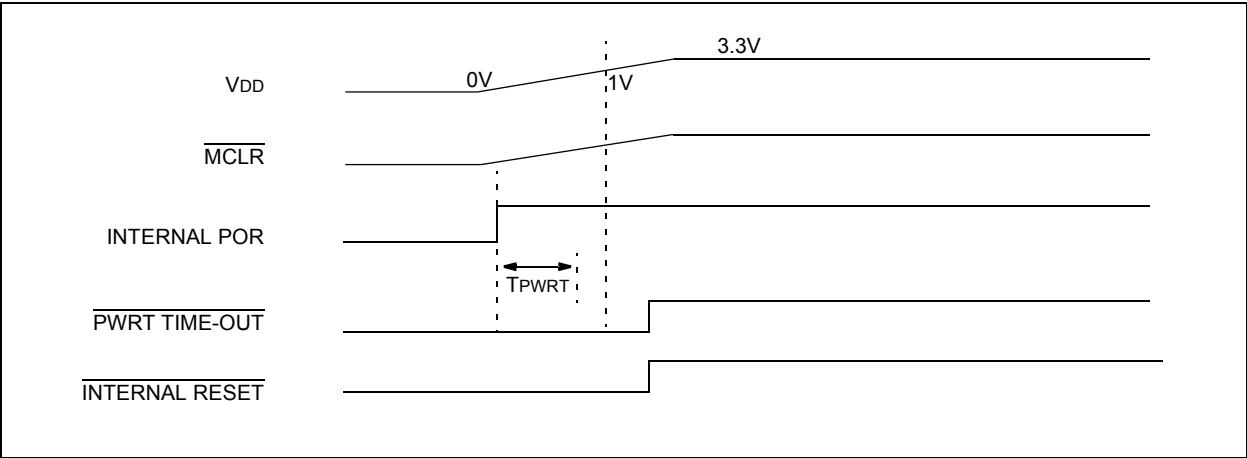 3.3V
VDD
0V
1V
MCLR
INTERNAL POR
TPWRT
PWRT TIME-OUT
INTERNAL RESET